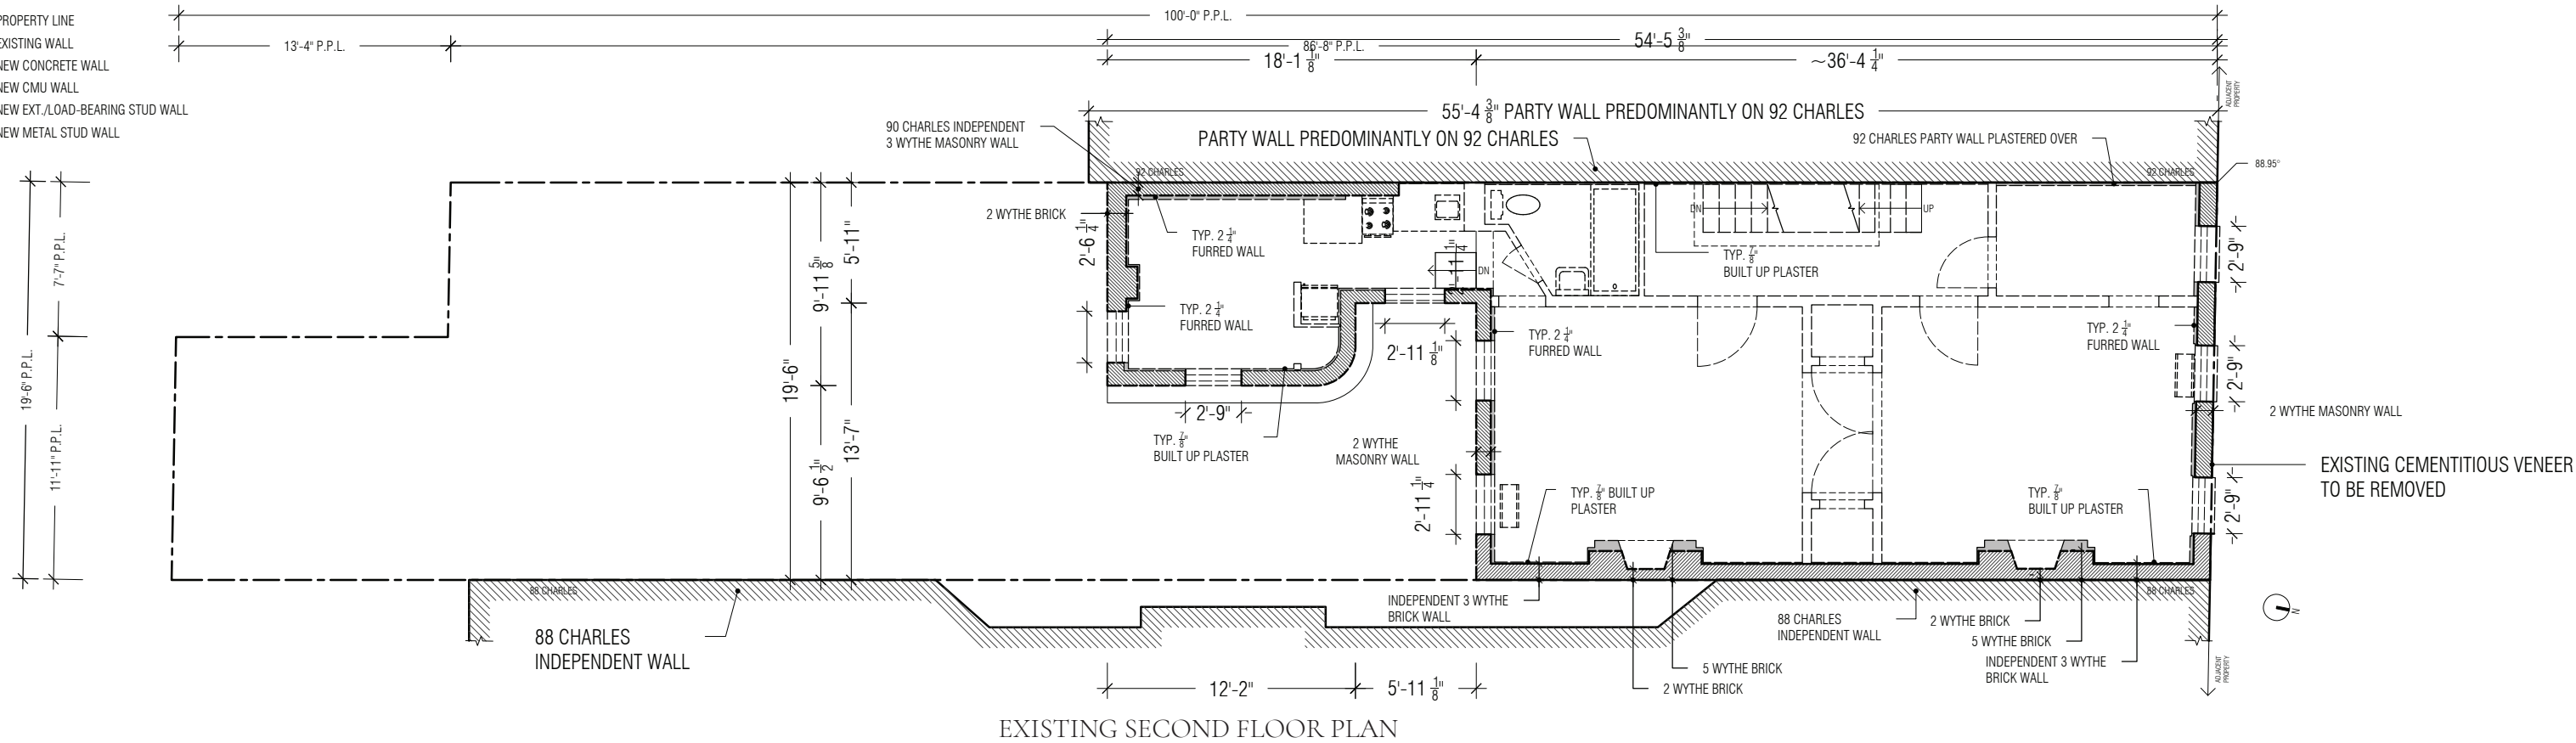 PROPERTY LINE
EXISTING WALL
NEW CONCRETE WALL
NEW CMU WALL
NEW EXT./LOAD-BEARING STUD WALL
NEW METAL STUD WALL
100'-0" P.P.L.
13'-4" P.P.L.
86'-8" P.P.L.
54'-5 3/8"
18'-1 1/8"
~36'-4 1/4"
55'-4 3/8" PARTY WALL PREDOMINANTLY ON 92 CHARLES
PARTY WALL PREDOMINANTLY ON 92 CHARLES
90 CHARLES INDEPENDENT
3 WYTHE MASONRY WALL
92 CHARLES PARTY WALL PLASTERED OVER
ADJACENT
PROPERTY
88.95°
92 CHARLES
92 CHARLES
2 WYTHE BRICK
19'-6" P.P.L.
7'-7" P.P.L.
11'-11" P.P.L.
19'-6"
9'-11 5/8"
9'-6 1/2"
5'-11"
13'-7"
2'-6 1/4"
TYP. 2 1/4"
FURRED WALL
TYP. 2 1/4"
FURRED WALL
DN
DN
UP
TYP. 7/8"
BUILT UP PLASTER
2'-9"
TYP. 7/8"
BUILT UP PLASTER
2'-11 1/8"
2 WYTHE
MASONRY WALL
2'-11 1/4"
TYP. 2 1/4"
FURRED WALL
TYP. 2 1/4"
FURRED WALL
2'-9"
2'-9"
2'-9"
2 WYTHE MASONRY WALL
EXISTING CEMENTITIOUS VENEER
TO BE REMOVED
TYP. 7/8" BUILT UP
PLASTER
TYP. 7/8"
BUILT UP PLASTER
88 CHARLES
88 CHARLES
88 CHARLES
INDEPENDENT WALL
INDEPENDENT 3 WYTHE
BRICK WALL
88 CHARLES
INDEPENDENT WALL
2 WYTHE BRICK
5 WYTHE BRICK
INDEPENDENT 3 WYTHE
BRICK WALL
5 WYTHE BRICK
2 WYTHE BRICK
ADJACENT
PROPERTY
N
12'-2"
5'-11 1/8"
EXISTING SECOND FLOOR PLAN